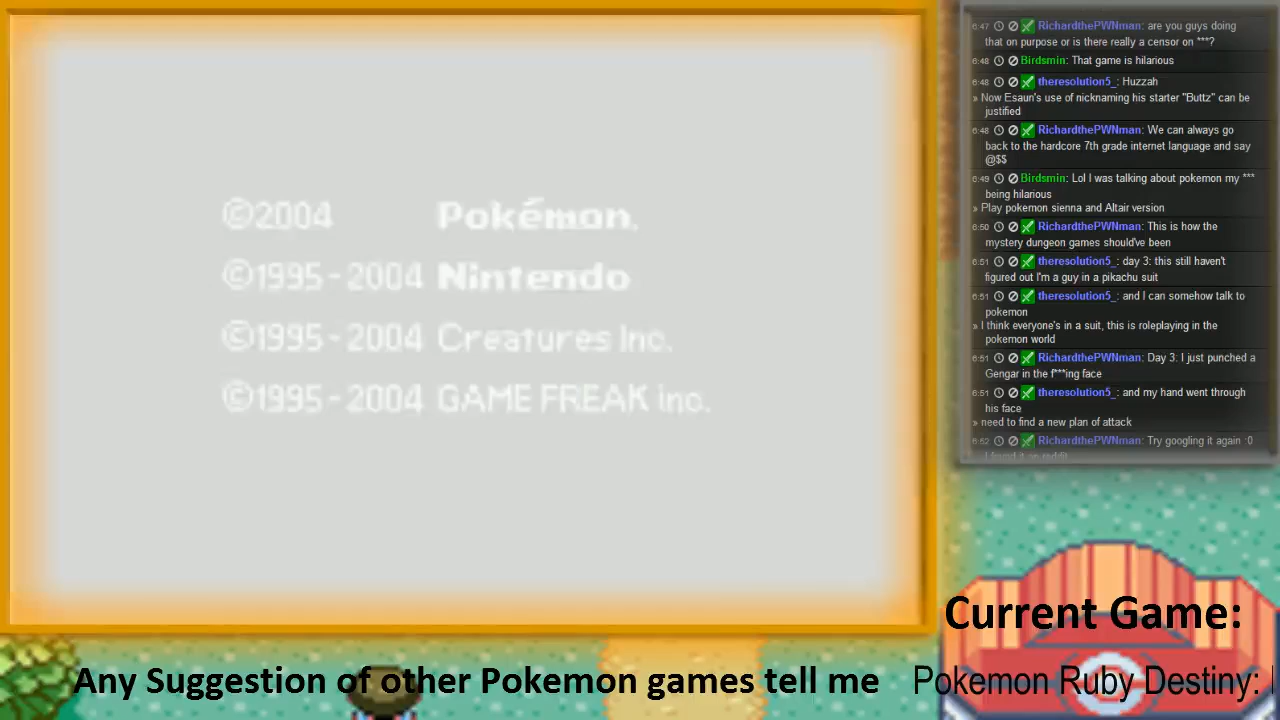 ©2004 Pokémon.
©1995-2004 Nintendo
©1995-2004 Creatures Inc.
©1995-2004 GAME FREAK inc.
6:47 RichardthePWNman: are you guys doing
that on purpose or is there really a censor on ***?
6:48 Birdsmin: That game is hilarious
6:48 theresolution5_: Huzzah
» Now Esaun's use of nicknaming his starter "Buttz" can be
justified
6:48 RichardthePWNman: We can always go
back to the hardcore 7th grade internet language and say
@$$
6:49 Birdsmin: Lol I was talking about pokemon my ***
being hilarious
» Play pokemon sienna and Altair version
6:50 RichardthePWNman: This is how the
mystery dungeon games should've been
6:51 theresolution5_: day 3: this still haven't
figured out I'm a guy in a pikachu suit
6:51 theresolution5_: and I can somehow talk to
pokemon
» I think everyone's in a suit, this is roleplaying in the
pokemon world
6:51 RichardthePWNman: Day 3: I just punched a
Gengar in the f***ing face
6:51 theresolution5_: and my hand went through
his face
» need to find a new plan of attack
6:52 RichardthePWNman: Try googling it again :0
I found it on reddit
Current Game:
Any Suggestion of other Pokemon games tell me
Pokemon Ruby Destiny: